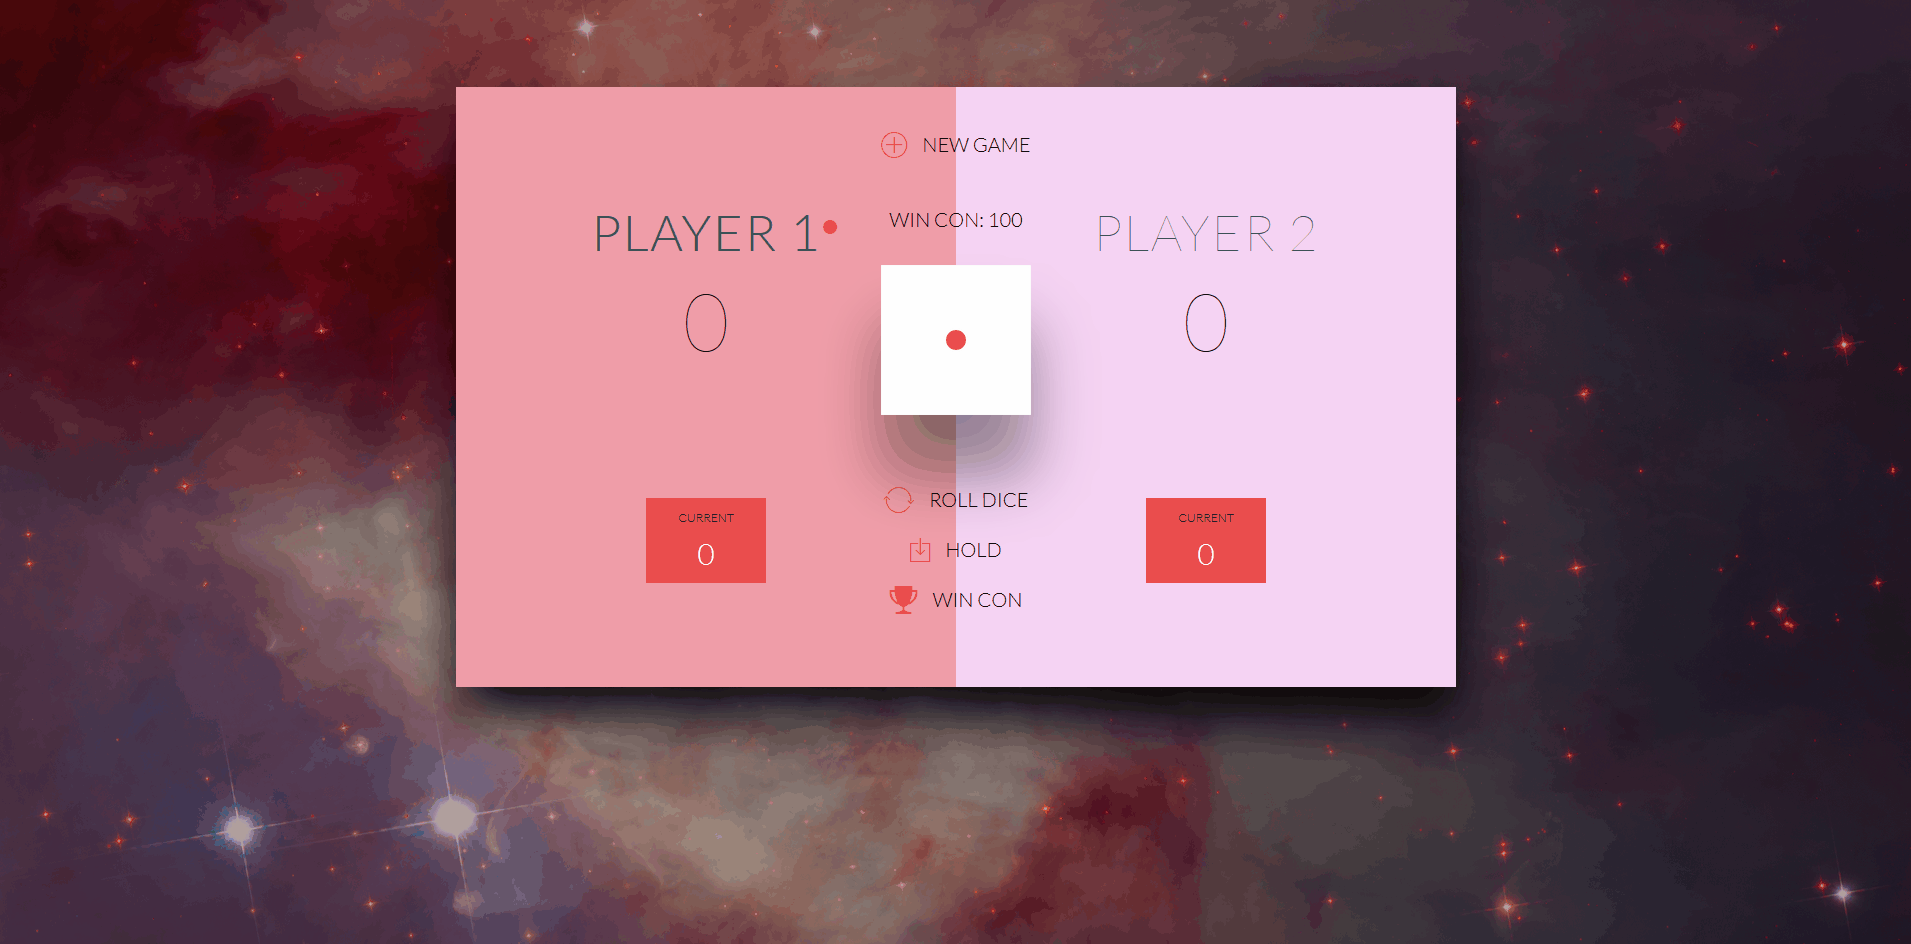 NEW GAME
WIN CON: 100
PLAYER 1
0
PLAYER 2
0
ROLL DICE
HOLD
WIN CON
CURRENT
0
CURRENT
0